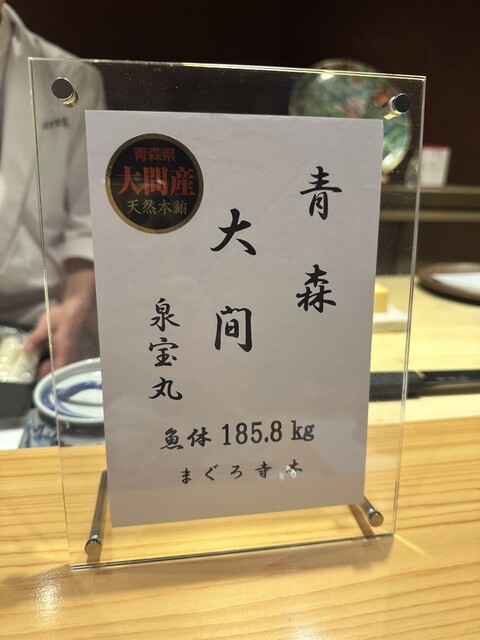 青森県
大間産
天然本鮪
青森
大間
泉宝丸
魚体 185.8 kg
まぐろ寺本